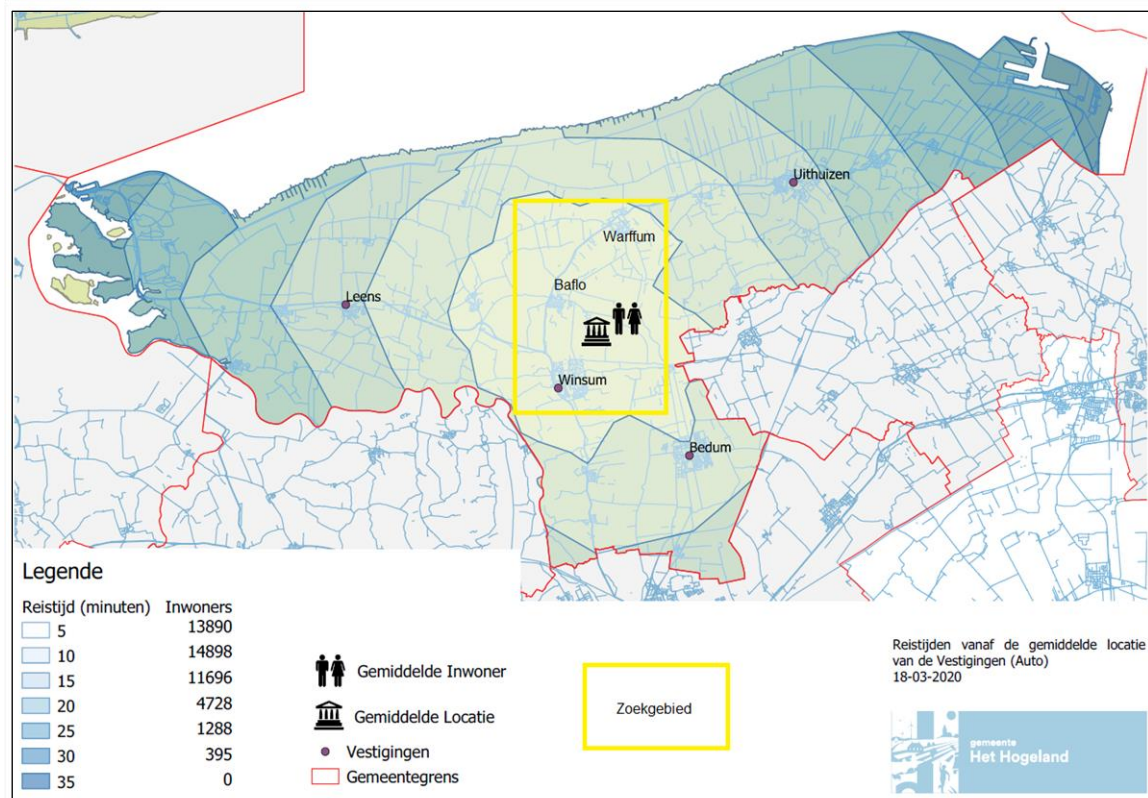 Uithuizen
Warffum
Baflo
Leens
Winsum
Bedum
Legende
Reistijd (minuten) Inwoners
5 13890
10 14898
15 11696
20 4728
25 1288
30 395
35 0
Gemiddelde Inwoner
Gemiddelde Locatie
Vestigingen
Gemeentegrens
Zoekgebied
Reistijden vanaf de gemiddelde locatie
van de Vestigingen (Auto)
18-03-2020
gemeente
Het Hogeland